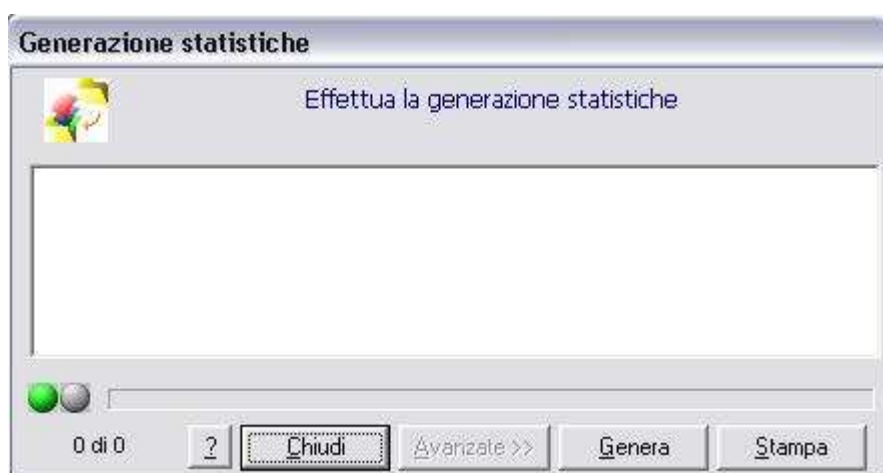 Generazione statistiche
Effettua la generazione statistiche
0 di 0 ? Chiudi Avanzate >> Genera Stampa